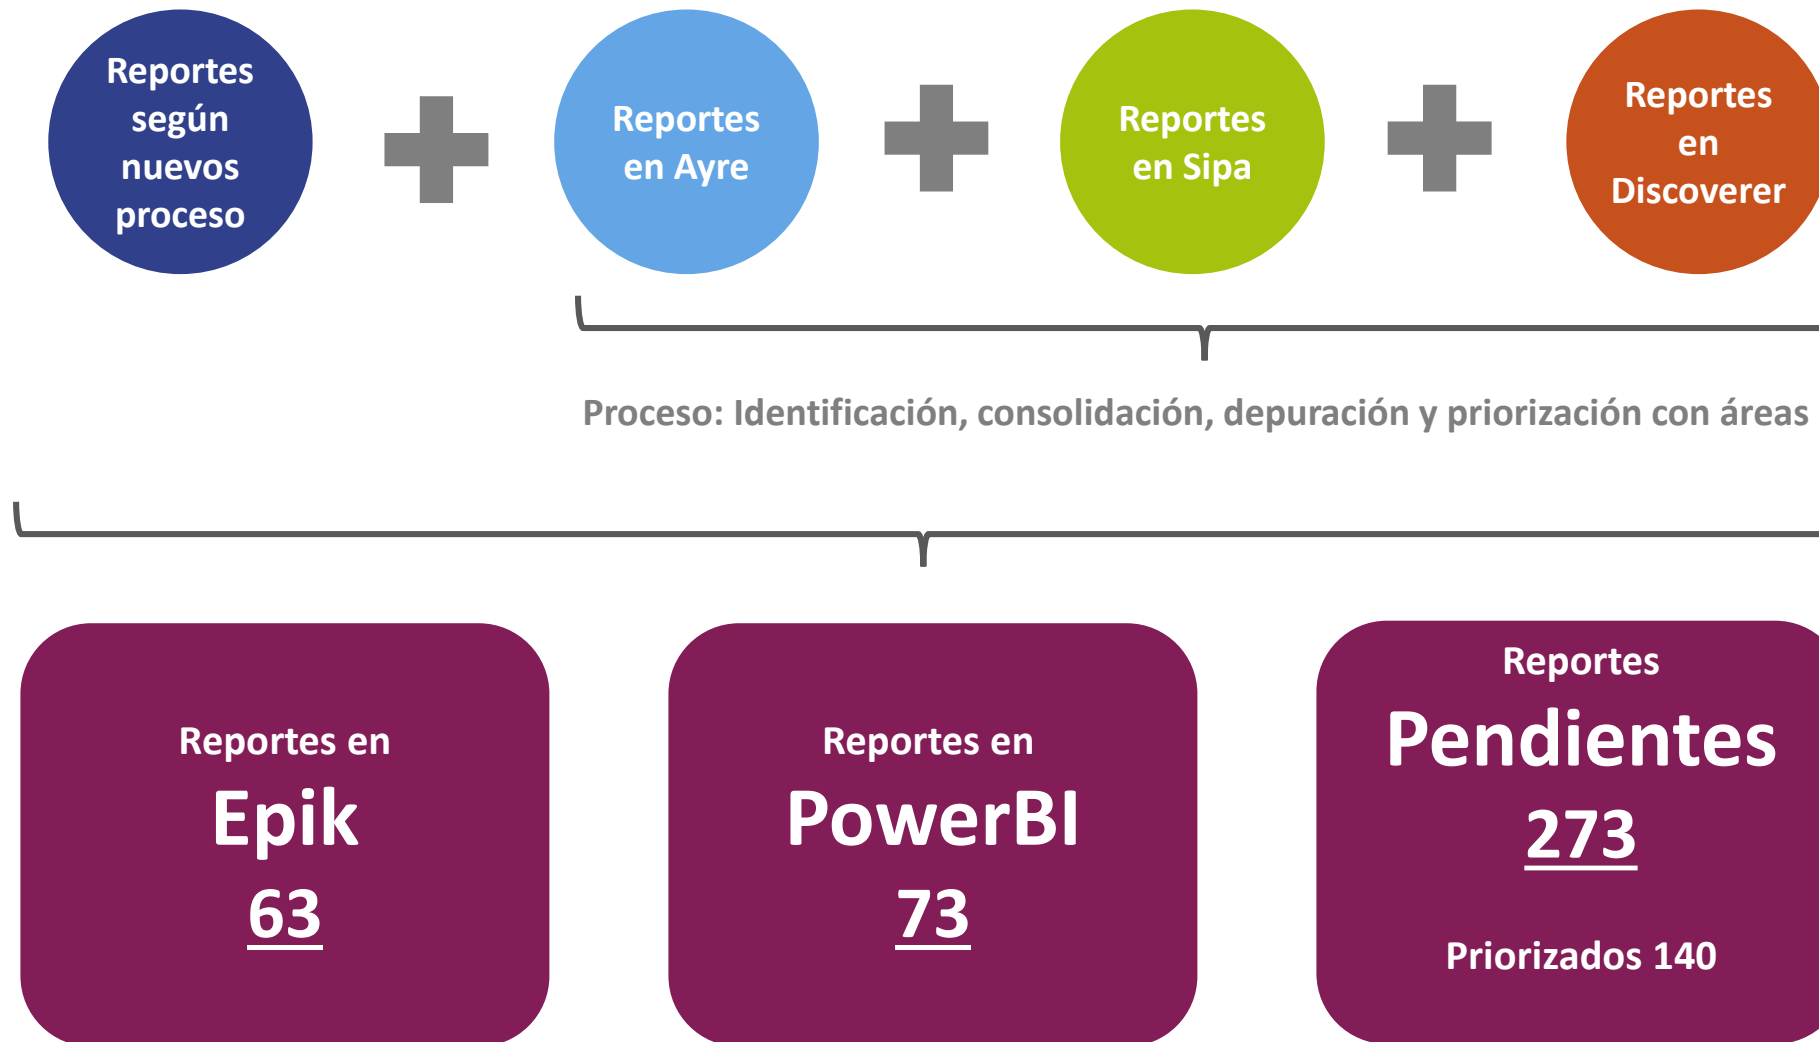 Reportes
según
nuevos
proceso
Reportes
en Ayre
Reportes
en Sipa
Reportes
en
Discoverer
Proceso: Identificación, consolidación, depuración y priorización con áreas
Reportes en
Epik
63
Reportes en
PowerBI
73
Reportes
Pendientes
273
Priorizados 140